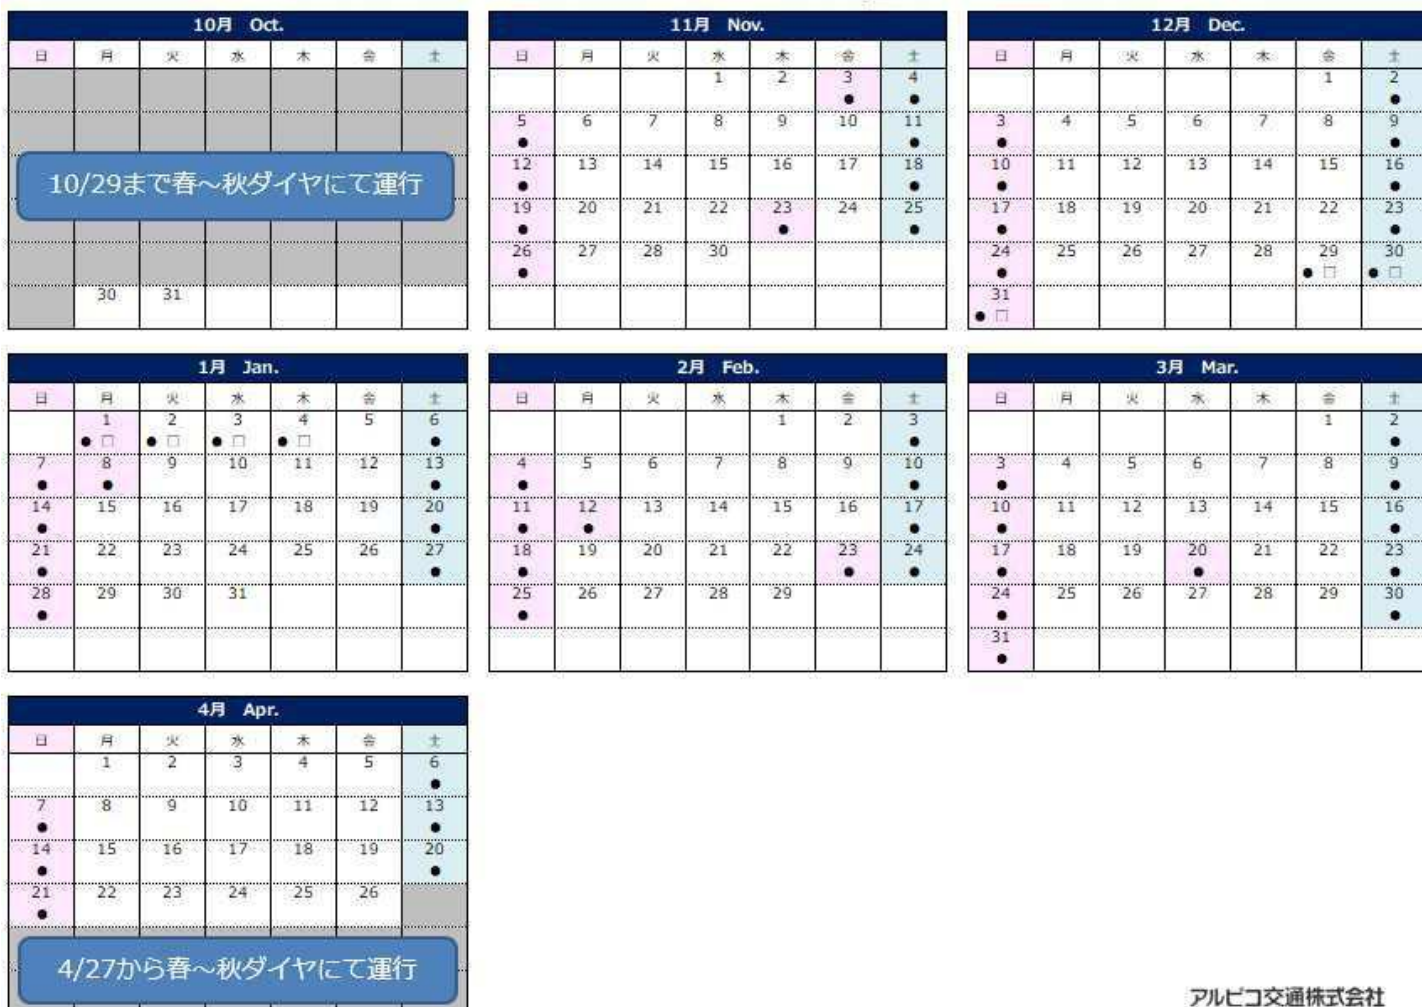 10月 Oct.
日 月 火 水 木 金 土
10/29まで春～秋ダイヤにて運行
30 31
11月 Nov.
日 月 火 水 木 金 土
1 2 3 4
● ●
5 6 7 8 9 10 11
● ●
12 13 14 15 16 17 18
● ●
19 20 21 22 23 24 25
● ● ●
26 27 28 30
●
12月 Dec.
日 月 火 水 木 金 土
1 2
●
3 4 5 6 7 8 9
● ●
10 11 12 13 14 15 16
● ●
17 18 19 20 21 22 23
● ●
24 25 26 27 28 29 30
● ● □ ● □
31
● □
1月 Jan.
日 月 火 水 木 金 土
1 2 3 4 5 6
● □ ● □ ● □ ● □ ●
7 8 9 10 11 12 13
● ● ●
14 15 16 17 18 19 20
● ●
21 22 23 24 25 26 27
● ●
28 29 30 31
●
2月 Feb.
日 月 火 水 木 金 土
1 2 3
●
4 5 6 7 8 9 10
● ●
11 12 13 14 15 16 17
● ● ●
18 19 20 21 22 23 24
● ● ●
25 26 27 28 29
●
3月 Mar.
日 月 火 水 木 金 土
1 2
●
3 4 5 6 7 8 9
● ●
10 11 12 13 14 15 16
● ●
17 18 19 20 21 22 23
● ● ●
24 25 26 27 28 29 30
● ●
31
●
4月 Apr.
日 月 火 水 木 金 土
1 2 3 4 5 6
●
7 8 9 10 11 12 13
● ●
14 15 16 17 18 19 20
● ●
21 22 23 24 25 26
●
4/27から春～秋ダイヤにて運行
アルピコ交通株式会社